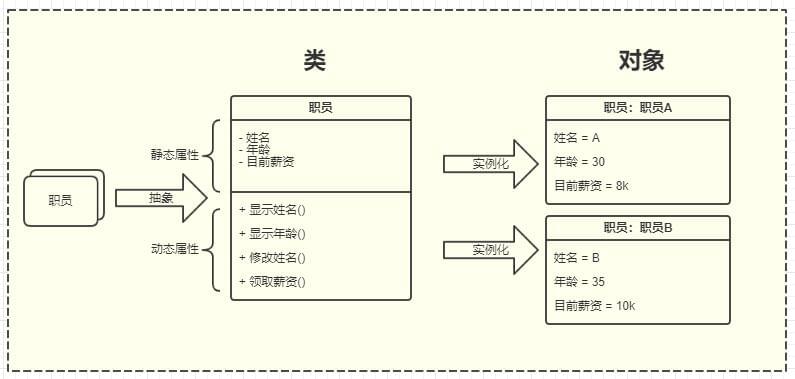 类
对象
职员
抽象
静态属性
动态属性
职员
- 姓名
- 年龄
- 目前薪资
+ 显示姓名()
+ 显示年龄()
+ 修改姓名()
+ 领取薪资()
实例化
实例化
职员：职员A
姓名 = A
年龄 = 30
目前薪资 = 8k
职员：职员B
姓名 = B
年龄 = 35
目前薪资 = 10k